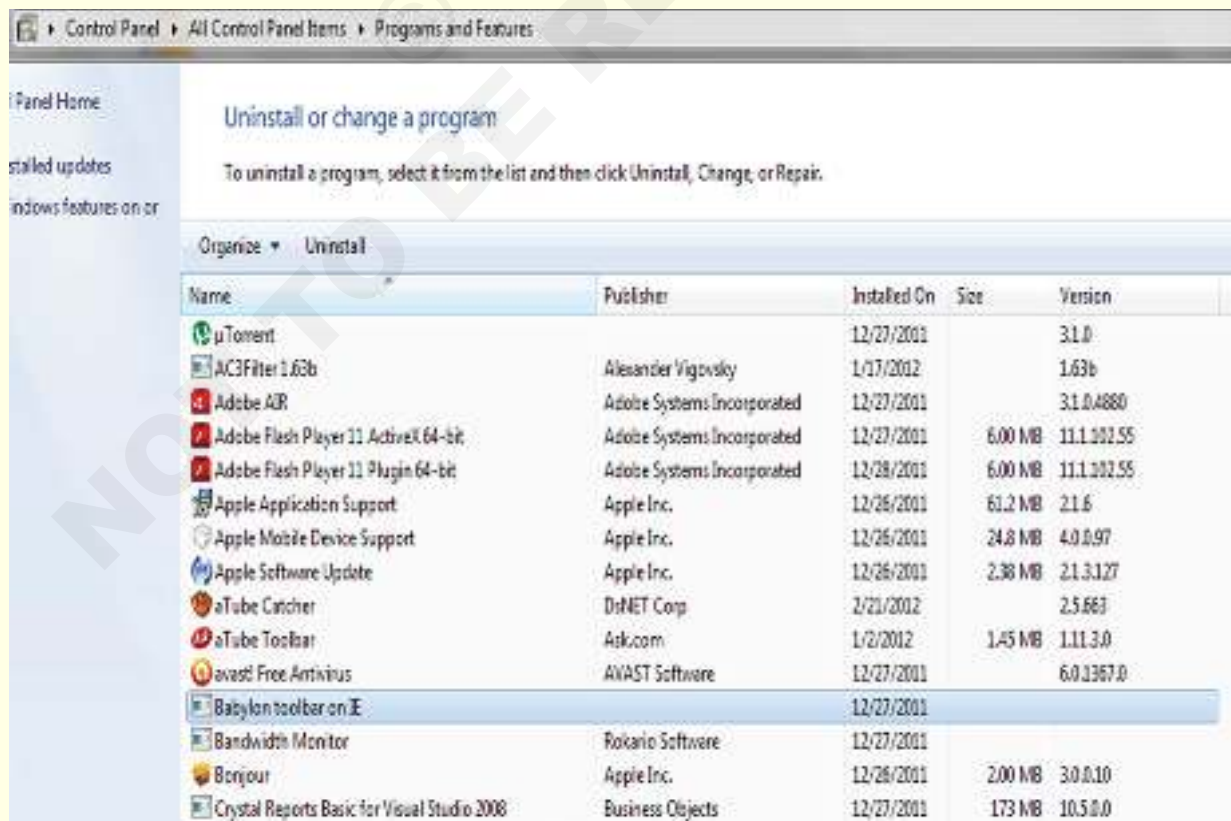 Control Panel ▸ All Control Panel Items ▸ Programs and Features
Panel Home
stalled updates
indows features on or
Uninstall or change a program
To uninstall a program, select it from the list and then click Uninstall, Change, or Repair.
Organize ▾ Uninstall
Name Publisher Installed On Size Version
µTorrent 12/27/2011 3.1.0
AC3Filter 1.63b Alexander Vigovsky 1/17/2012 1.63b
Adobe AIR Adobe Systems Incorporated 12/27/2011 3.1.0.4880
Adobe Flash Player 11 ActiveX 64-bit Adobe Systems Incorporated 12/27/2011 6.00 MB 11.1.102.55
Adobe Flash Player 11 Plugin 64-bit Adobe Systems Incorporated 12/28/2011 6.00 MB 11.1.102.55
Apple Application Support Apple Inc. 12/26/2011 61.2 MB 2.1.6
Apple Mobile Device Support Apple Inc. 12/26/2011 24.8 MB 4.0.0.97
Apple Software Update Apple Inc. 12/26/2011 2.38 MB 2.1.3.127
aTube Catcher DsNET Corp 2/21/2012 2.5.663
aTube Toolbar Ask.com 1/2/2012 1.45 MB 1.11.3.0
avast! Free Antivirus AVAST Software 12/27/2011 6.0.1367.0
Babylon toolbar on IE 12/27/2011
Bandwidth Monitor Rokario Software 12/27/2011
Bonjour Apple Inc. 12/26/2011 2.00 MB 3.0.0.10
Crystal Reports Basic for Visual Studio 2008 Business Objects 12/27/2011 173 MB 10.5.0.0
©
NOT TO BE RE